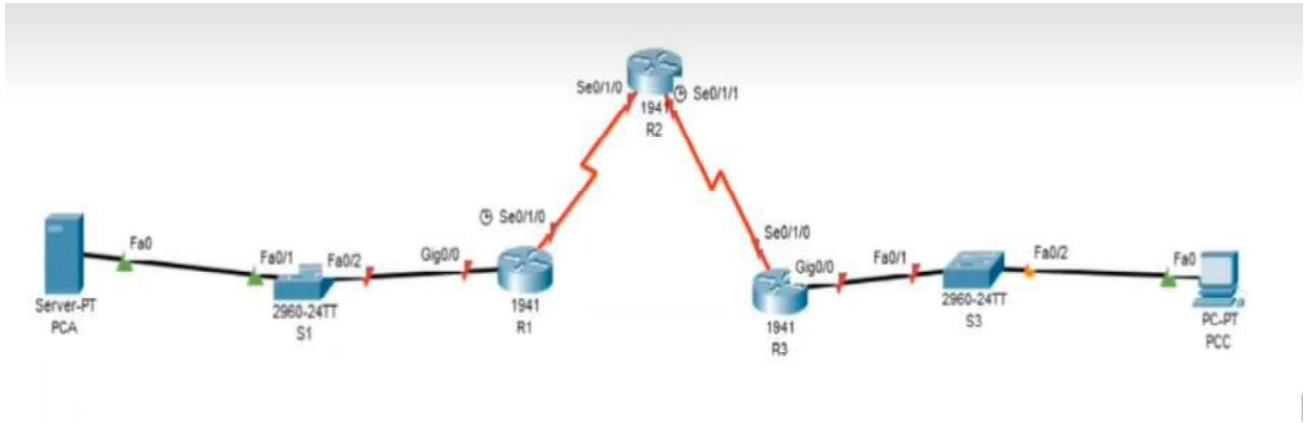 Se0/1/0
Se0/1/1
1941
R2
Fa0
Server-PT
PCA
Fa0/1
Fa0/2
2960-24TT
S1
Gig0/0
Se0/1/0
1941
R1
Se0/1/0
Gig0/0
1941
R3
Fa0/1
2960-24TT
S3
Fa0/2
Fa0
PC-PT
PCC